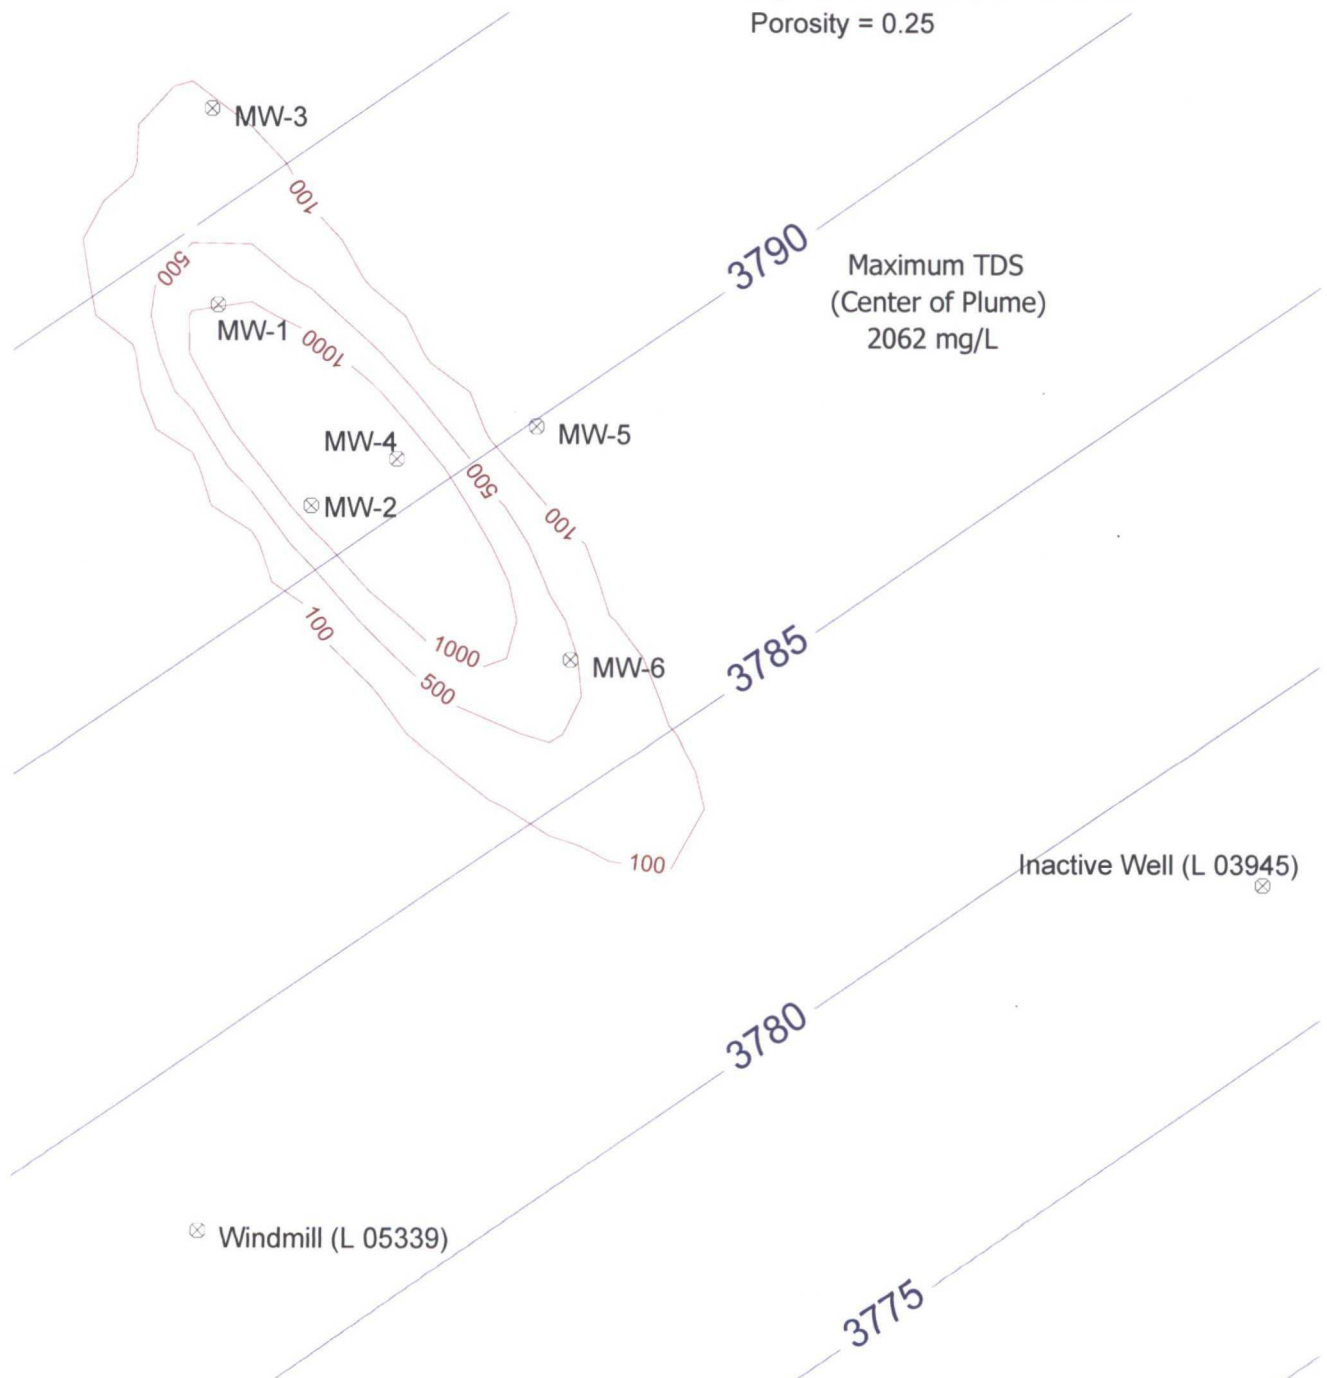 Porosity = 0.25
MW-3
100
3790
500
Maximum TDS
(Center of Plume)
2062 mg/L
MW-1
1000
MW-4
MW-5
500
MW-2
100
100
3785
1000
MW-6
500
100
Inactive Well (L 03945)
3780
Windmill (L 05339)
3775